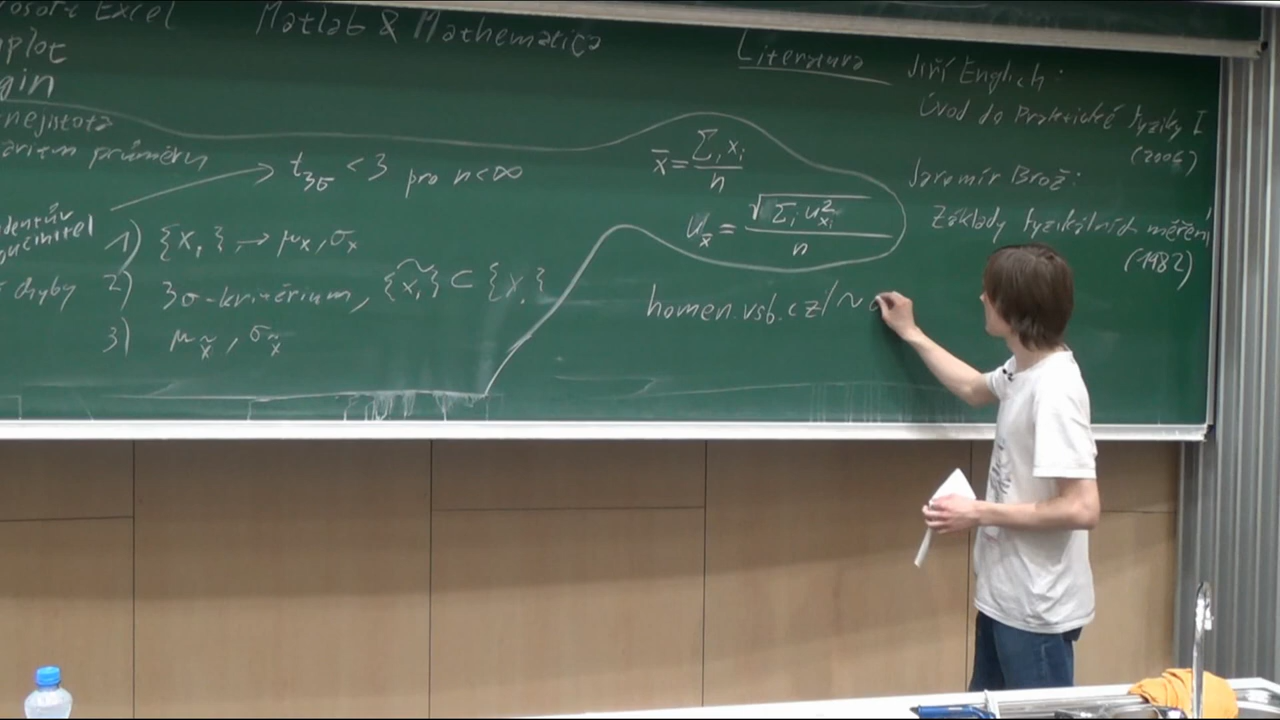 Excel
Matlab & Mathematica
Literatura
Jiří Englich:
Úvod do Praktické fyziky I
(2006)
Jaromír Brož:
Základy fyzikálních měření
(1982)
nejistota
průměru
t₃σ < 3 pro n<∞
x̄ = Σᵢ xᵢ / n
u_x̄ = √(Σᵢ u²_xᵢ) / n
1) {xᵢ} → μₓ, σₓ
chyby 2) 3σ-kritérium, {x̃ᵢ} ⊂ {xᵢ}
3) μ_x̃, σ_x̃
homen.vsb.cz/~